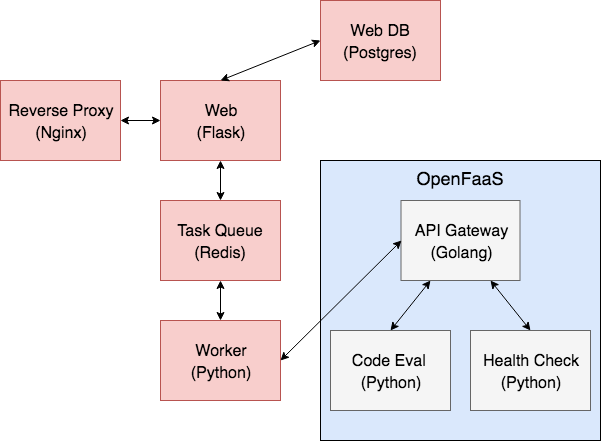 Web DB
(Postgres)
Reverse Proxy
(Nginx)
Web
(Flask)
OpenFaaS
Task Queue
(Redis)
API Gateway
(Golang)
Worker
(Python)
Code Eval
(Python)
Health Check
(Python)